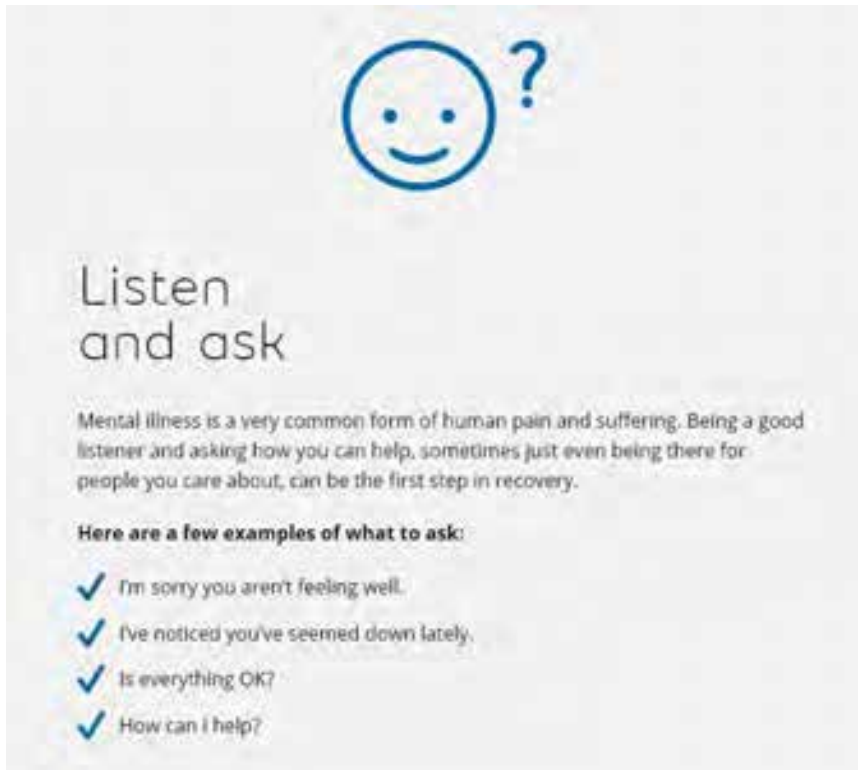 ?
Listen
and ask
Mental illness is a very common form of human pain and suffering. Being a good
listener and asking how you can help, sometimes just even being there for
people you care about, can be the first step in recovery.
Here are a few examples of what to ask:
I'm sorry you aren't feeling well.
I've noticed you've seemed down lately.
Is everything OK?
How can I help?